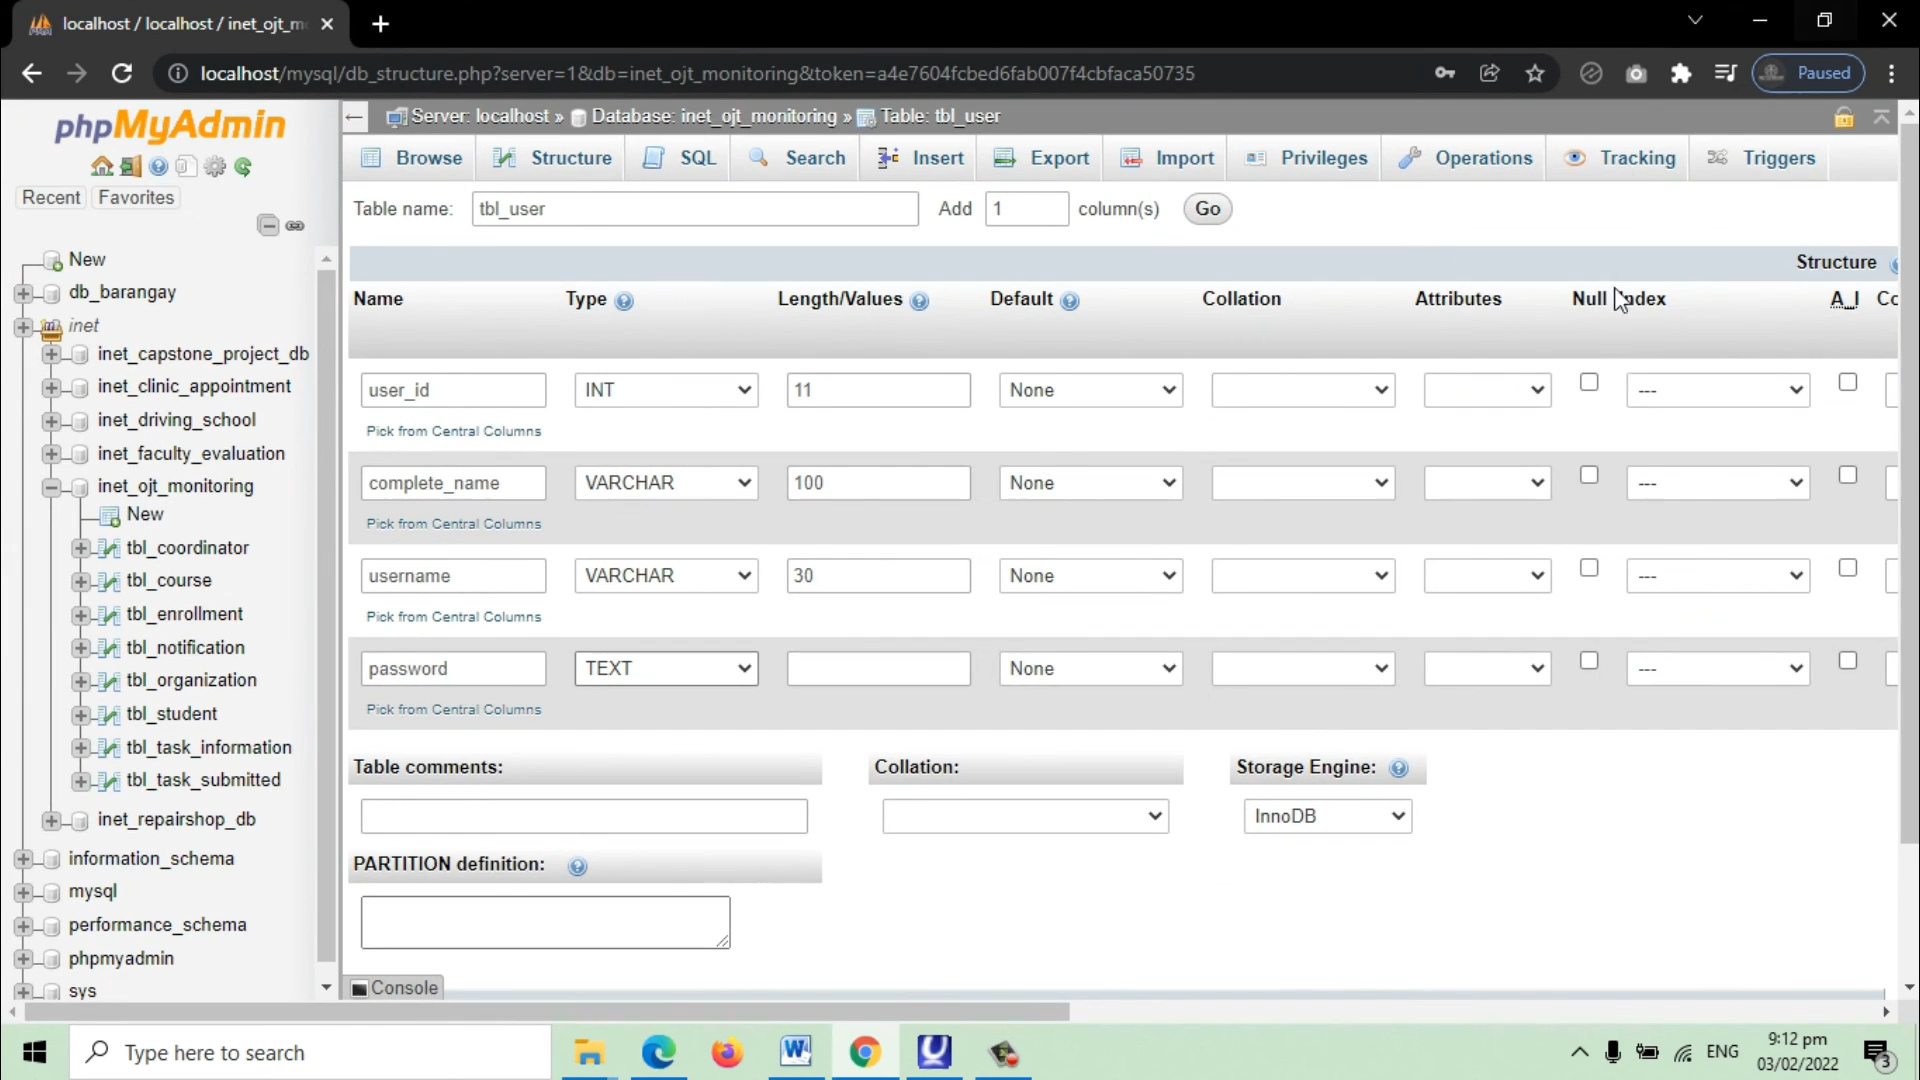 localhost / localhost / inet_ojt_m
localhost/mysql/db_structure.php?server=1&db=inet_ojt_monitoring&token=a4e7604fcbed6fab007f4cbfaca50735
Paused
phpMyAdmin
Server: localhost » Database: inet_ojt_monitoring » Table: tbl_user
Browse Structure SQL Search Insert Export Import Privileges Operations Tracking Triggers
Recent Favorites
Table name: tbl_user Add 1 column(s) Go
New
db_barangay
inet
inet_capstone_project_db
inet_clinic_appointment
inet_driving_school
inet_faculty_evaluation
inet_ojt_monitoring
New
tbl_coordinator
tbl_course
tbl_enrollment
tbl_notification
tbl_organization
tbl_student
tbl_task_information
tbl_task_submitted
inet_repairshop_db
information_schema
mysql
performance_schema
phpmyadmin
sys
Structure
Name Type Length/Values Default Collation Attributes Null Index A_I Co
user_id INT 11 None ---
Pick from Central Columns
complete_name VARCHAR 100 None ---
Pick from Central Columns
username VARCHAR 30 None ---
Pick from Central Columns
password TEXT None ---
Pick from Central Columns
Table comments: Collation: Storage Engine:
InnoDB
PARTITION definition:
Console
Type here to search
ENG
9:12 pm
03/02/2022
3